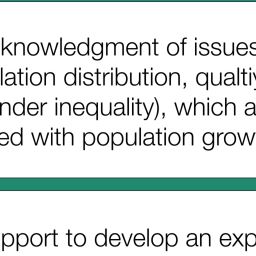 knowledgment of issues
lation distribution, qualtiy
nder inequality), which a
ed with population grow
pport to develop an exp